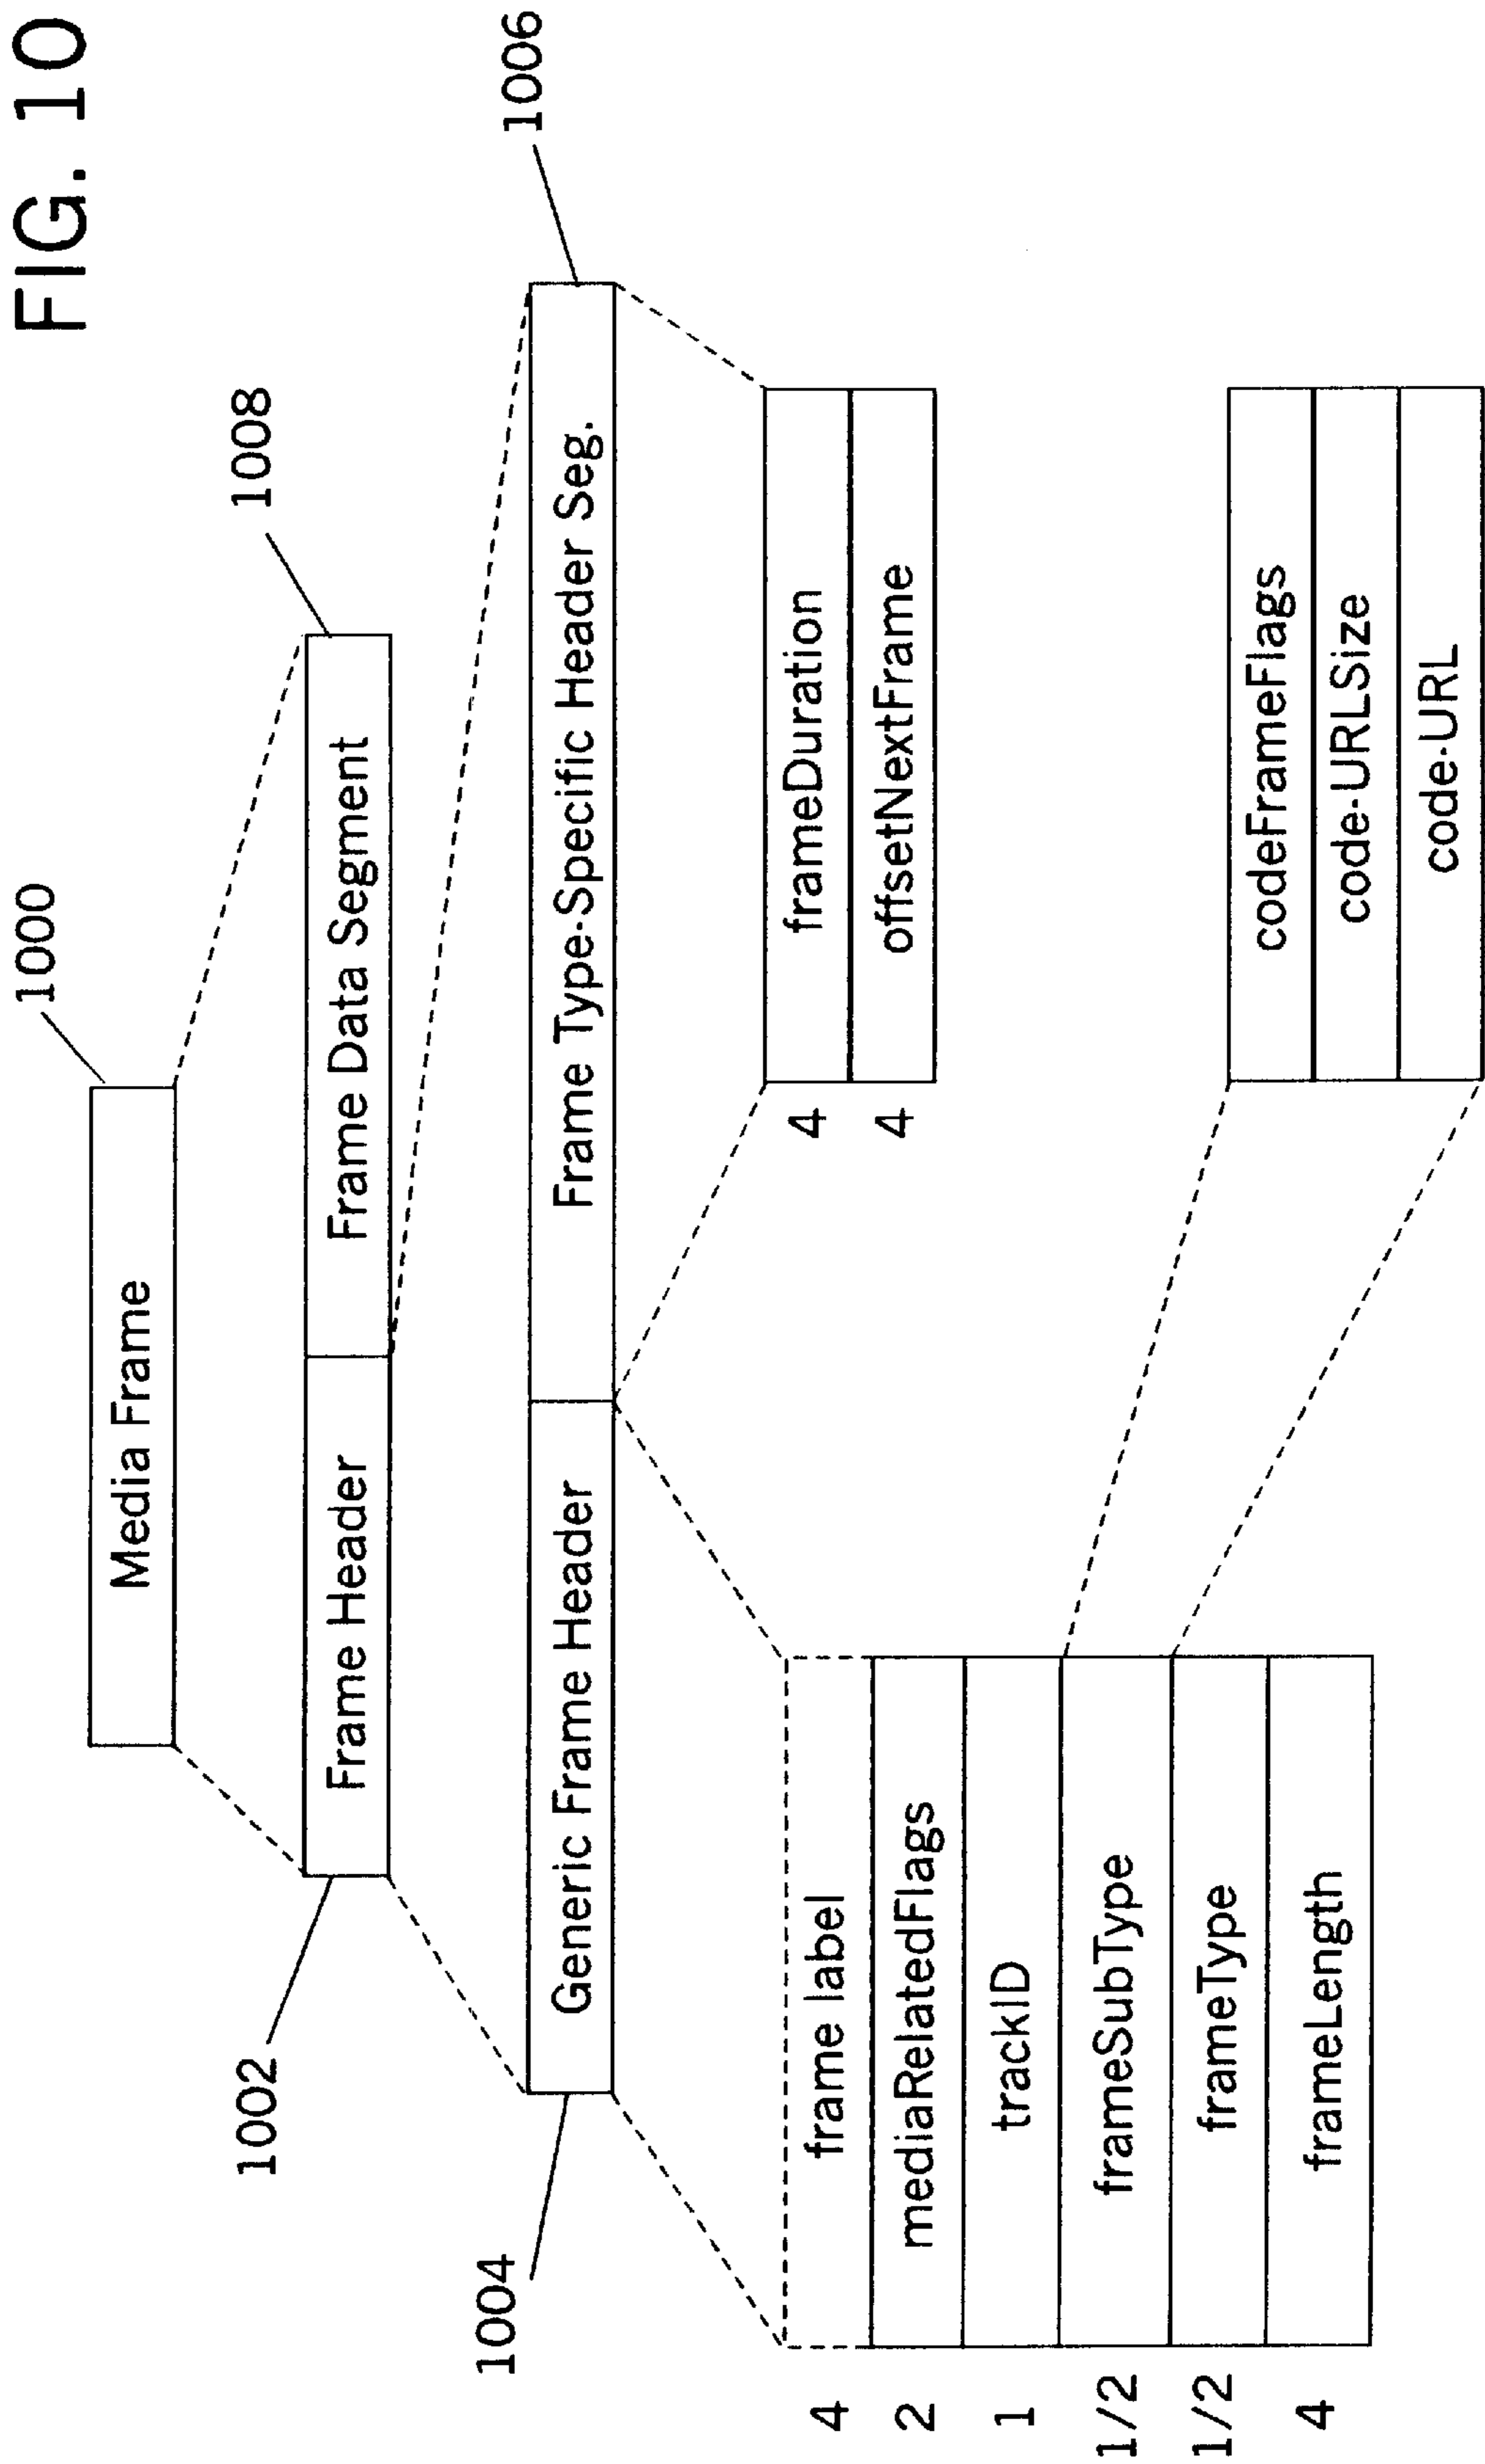 FIG. 10
1000
Media Frame
1002
1008
Frame Header
Frame Data Segment
1004
1006
Generic Frame Header
Frame Type-Specific Header Seg.
4 frame label
2 mediaRelatedFlags
1 trackID
1/2 frameSubType
1/2 frameType
4 frameLength
4 frameDuration
4 offsetNextFrame
codeFrameFlags
code-URLSize
code-URL